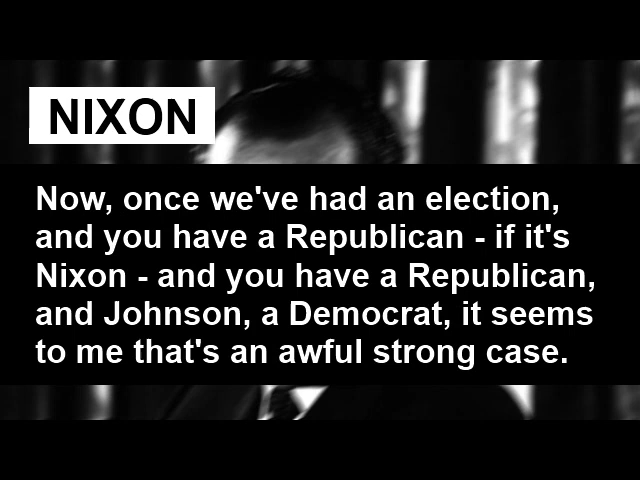 NIXON
Now, once we've had an election,
and you have a Republican - if it's
Nixon - and you have a Republican,
and Johnson, a Democrat, it seems
to me that's an awful strong case.